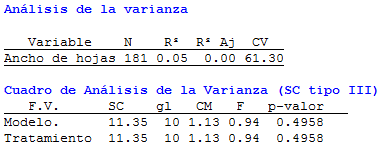 Análisis de la varianza
Variable N R² R² Aj CV
Ancho de hojas 181 0.05 0.00 61.30
Cuadro de Análisis de la Varianza (SC tipo III)
F.V. SC gl CM F p-valor
Modelo. 11.35 10 1.13 0.94 0.4958
Tratamiento 11.35 10 1.13 0.94 0.4958